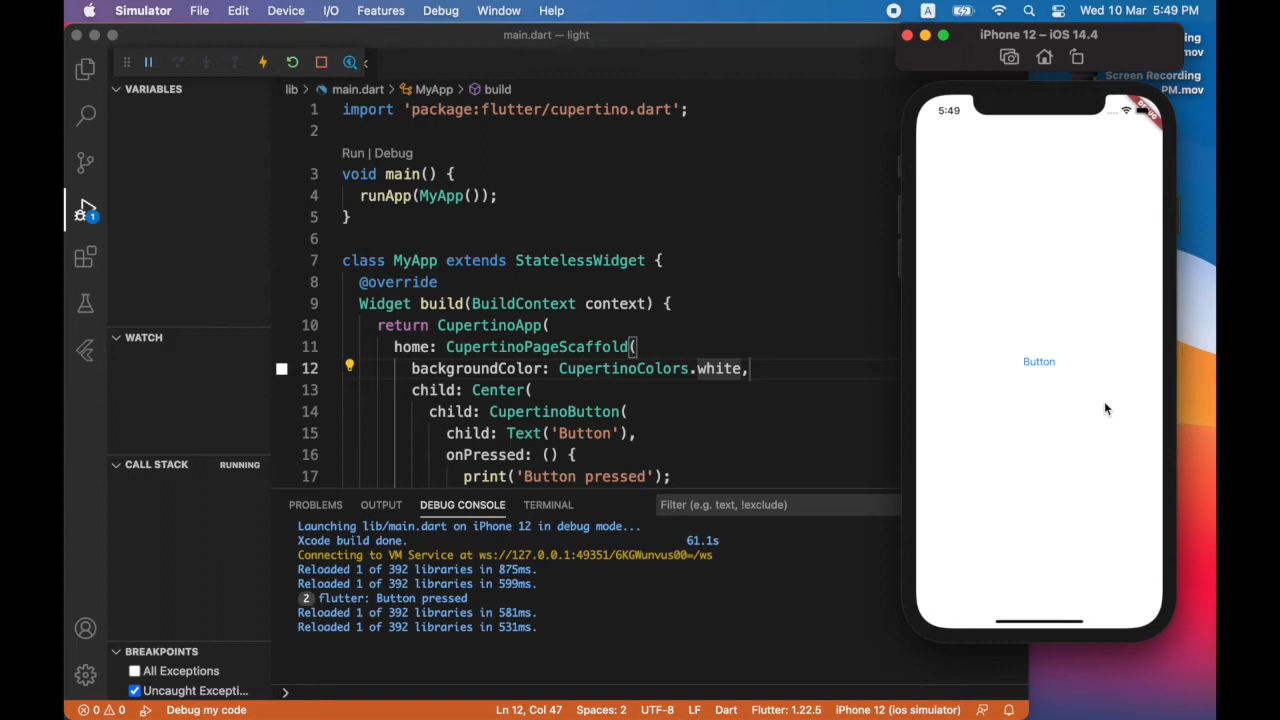 Simulator File Edit Device I/O Features Debug Window Help A Wed 10 Mar 5:49 PM
main.dart — light
iPhone 12 – iOS 14.4
ing
mov
Screen Recording
PM.mov
VARIABLES
lib > main.dart > MyApp > build
1 import 'package:flutter/cupertino.dart';
2
Run | Debug
3 void main() {
4 runApp(MyApp());
5 }
6
7 class MyApp extends StatelessWidget {
8 @override
9 Widget build(BuildContext context) {
10 return CupertinoApp(
11 home: CupertinoPageScaffold(
12 backgroundColor: CupertinoColors.white,
13 child: Center(
14 child: CupertinoButton(
15 child: Text('Button'),
16 onPressed: () {
17 print('Button pressed');
5:49
DEBUG
Button
1
WATCH
CALL STACK RUNNING
BREAKPOINTS
All Exceptions
Uncaught Excepti...
PROBLEMS OUTPUT DEBUG CONSOLE TERMINAL Filter (e.g. text, !exclude)
Launching lib/main.dart on iPhone 12 in debug mode...
Xcode build done. 61.1s
Connecting to VM Service at ws://127.0.0.1:49351/6KGWunvus00=/ws
Reloaded 1 of 392 libraries in 875ms.
Reloaded 1 of 392 libraries in 599ms.
2 flutter: Button pressed
Reloaded 1 of 392 libraries in 581ms.
Reloaded 1 of 392 libraries in 531ms.
>
0 0 Debug my code Ln 12, Col 47 Spaces: 2 UTF-8 LF Dart Flutter: 1.22.5 iPhone 12 (ios simulator)